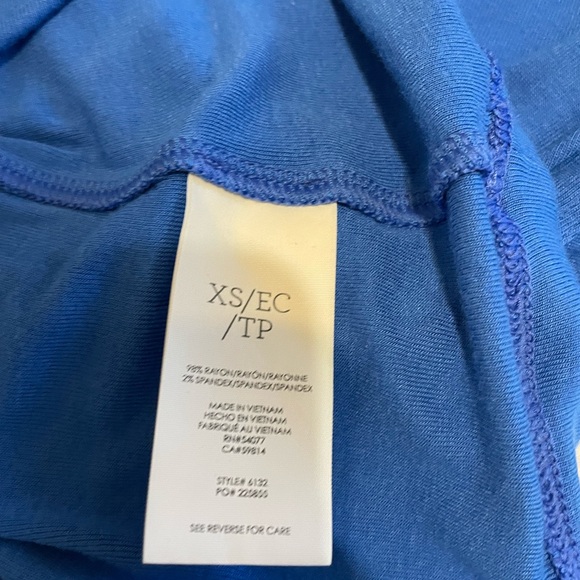 XS/EC
/TP
98% RAYON/RAYÓN/RAYONNE
2% SPANDEX/SPANDEX/SPANDEX
MADE IN VIETNAM
HECHO EN VIETNAM
FABRIQUÉ AU VIETNAM
RN#54077
CA#59814
STYLE# 6132
PO# 225855
SEE REVERSE FOR CARE